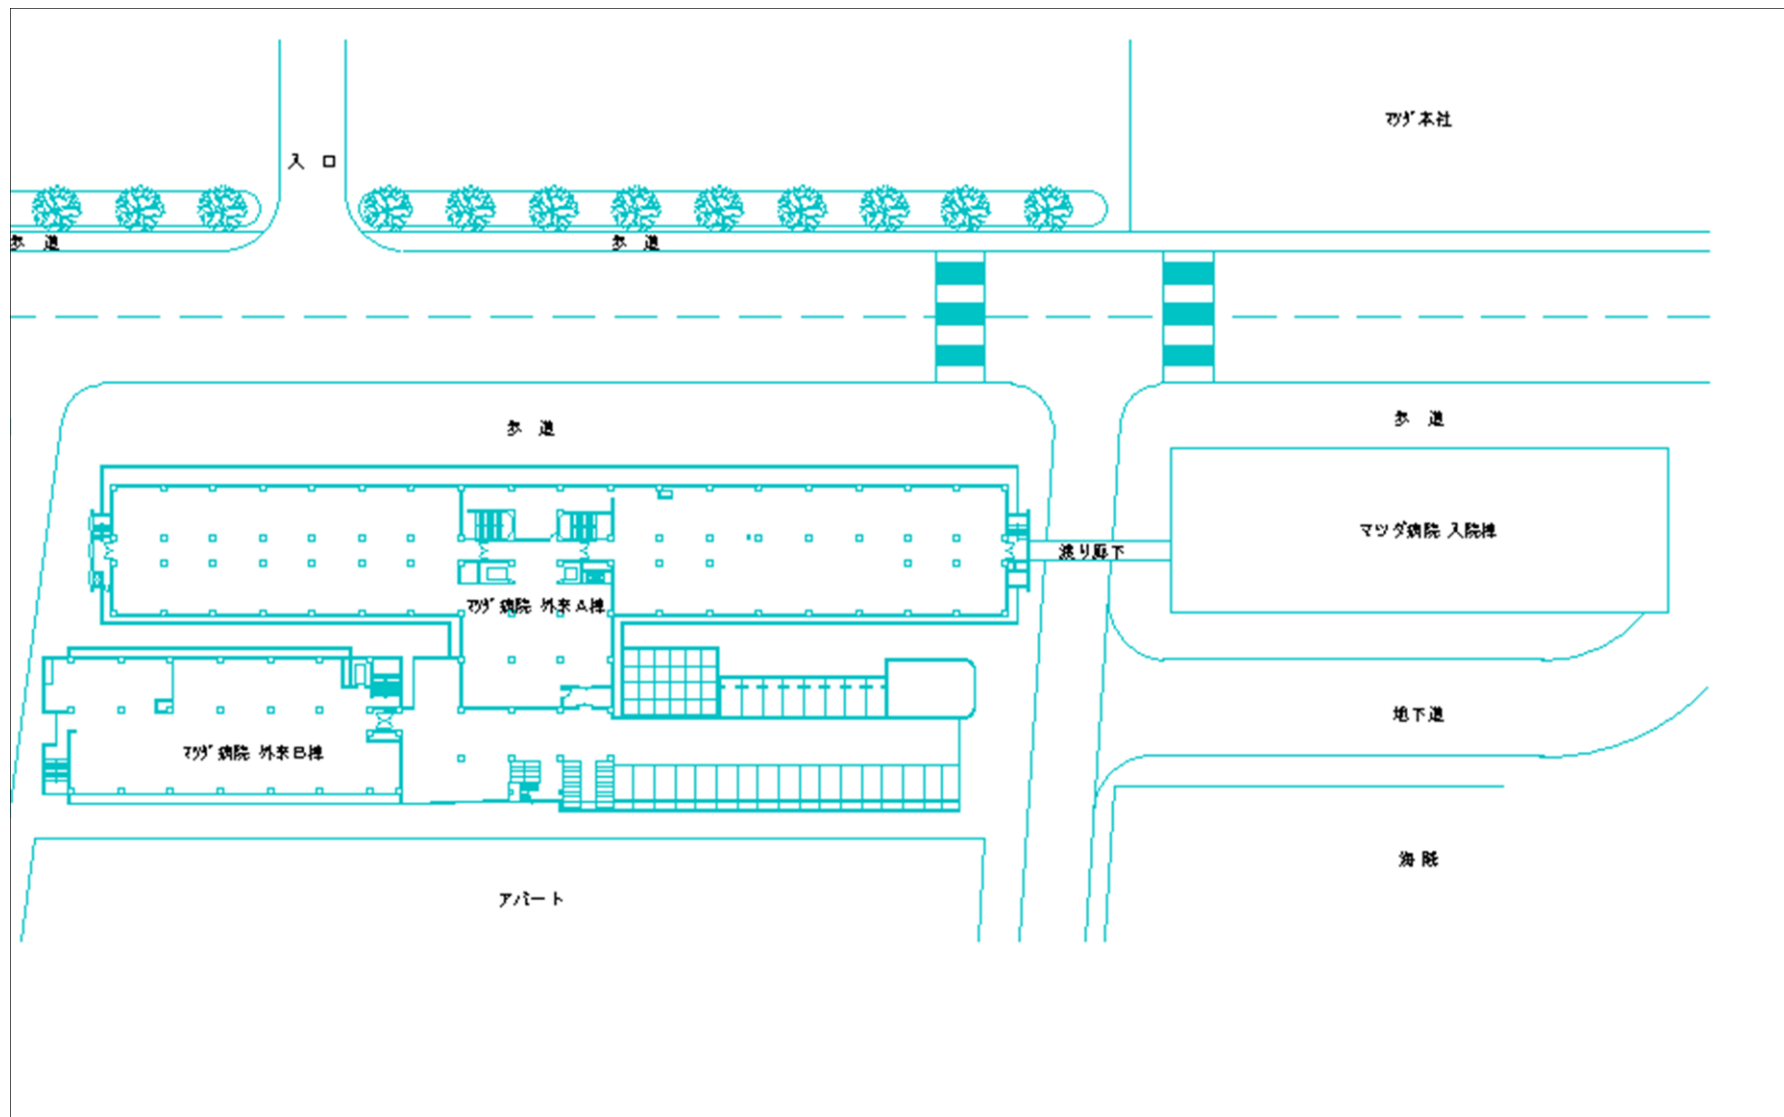 ﾏﾂﾀﾞ本社
入 口
歩 道
歩 道
歩 道
歩 道
マツダ病院 入院棟
渡り廊下
ﾏﾂﾀﾞ病院 外来A棟
地下道
ﾏﾂﾀﾞ病院 外来B棟
アパート